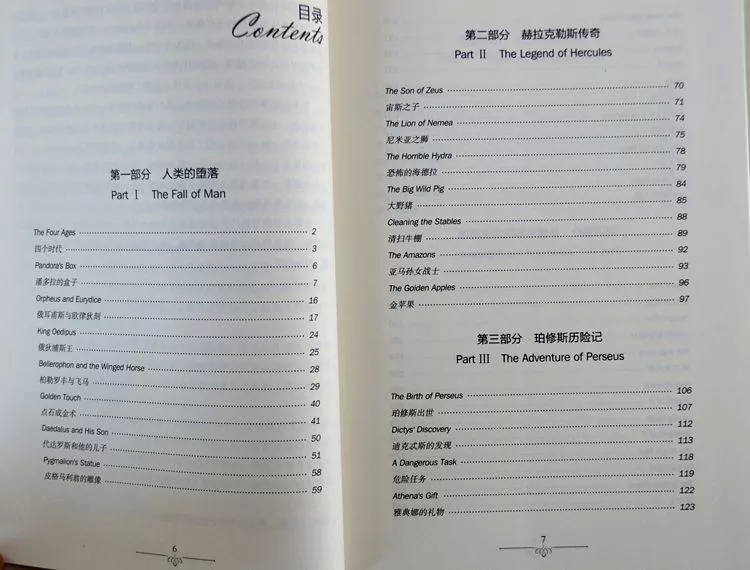 目录
Contents
第一部分 人类的堕落
Part Ⅰ The Fall of Man
The Four Ages 2
四个时代 3
Pandora's Box 6
潘多拉的盒子 7
Orpheus and Eurydice 16
俄耳甫斯与欧律狄刻 17
King Oedipus 24
俄狄浦斯王 25
Bellerophon and the Winged Horse 28
柏勒罗丰与飞马 29
Golden Touch 40
点石成金术 41
Daedalus and His Son 50
代达罗斯和他的儿子 51
Pygmalion's Statue 58
皮格马利翁的雕像 59
6
第二部分 赫拉克勒斯传奇
Part Ⅱ The Legend of Hercules
The Son of Zeus 70
宙斯之子 71
The Lion of Nemea 74
尼米亚之狮 75
The Horrible Hydra 78
恐怖的海德拉 79
The Big Wild Pig 84
大野猪 85
Cleaning the Stables 88
清扫牛棚 89
The Amazons 92
亚马孙女战士 93
The Golden Apples 96
金苹果 97
第三部分 珀修斯历险记
Part Ⅲ The Adventure of Perseus
The Birth of Perseus 106
珀修斯出世 107
Dictys' Discovery 112
迪克忒斯的发现 113
A Dangerous Task 118
危险任务 119
Athena's Gift 122
雅典娜的礼物 123
7